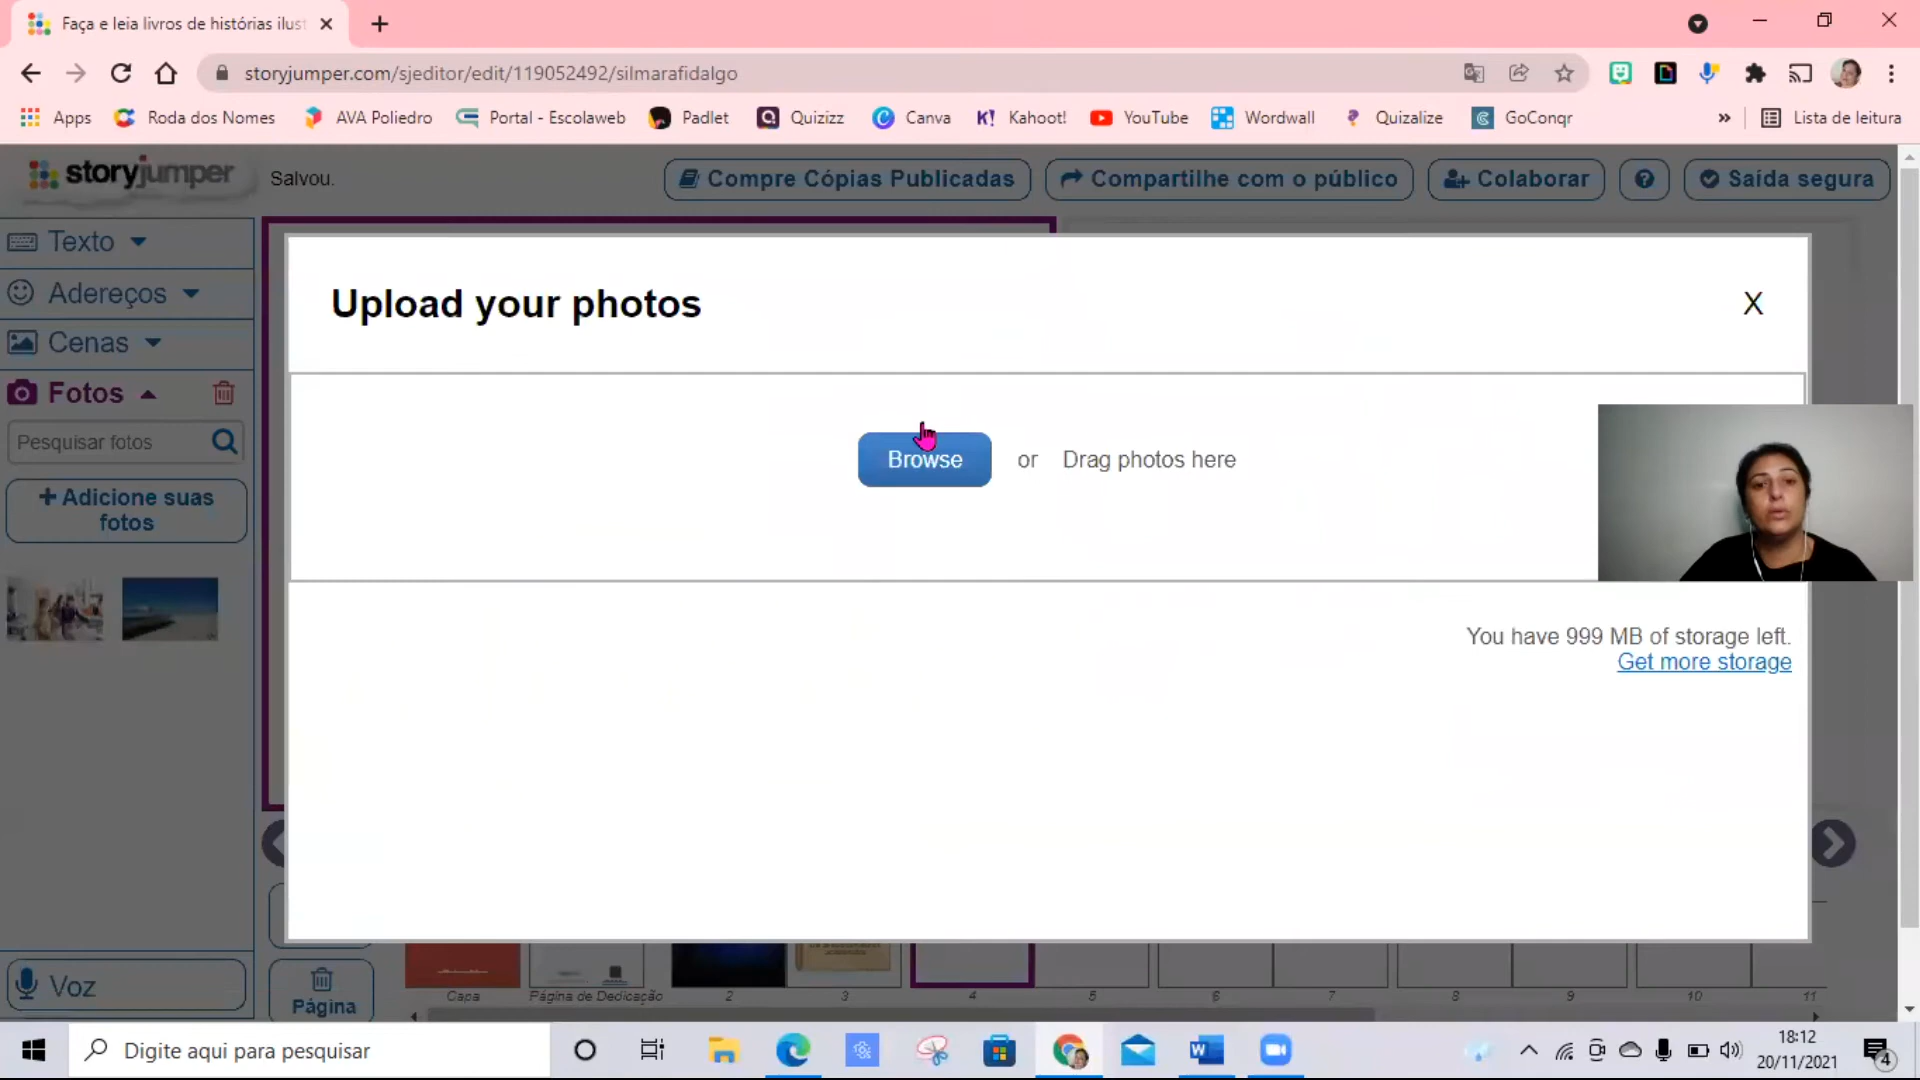 Faça e leia livros de histórias ilust
storyjumper.com/sjeditor/edit/119052492/silmarafidalgo
Apps
Roda dos Nomes
AVA Poliedro
Portal - Escolaweb
Padlet
Quizizz
Canva
K! Kahoot!
YouTube
Wordwall
Quizalize
GoConqr
»
Lista de leitura
storyjumper
Salvou.
Compre Cópias Publicadas
Compartilhe com o público
Colaborar
?
Saída segura
Texto
Adereços
Cenas
Fotos
Pesquisar fotos
+ Adicione suas
fotos
Voz
Upload your photos
X
Browse
or
Drag photos here
You have 999 MB of storage left.
Get more storage
Página
Capa
Página de Dedicação
2
3
4
5
6
7
8
9
10
11
Digite aqui para pesquisar
W
18:12
20/11/2021
4